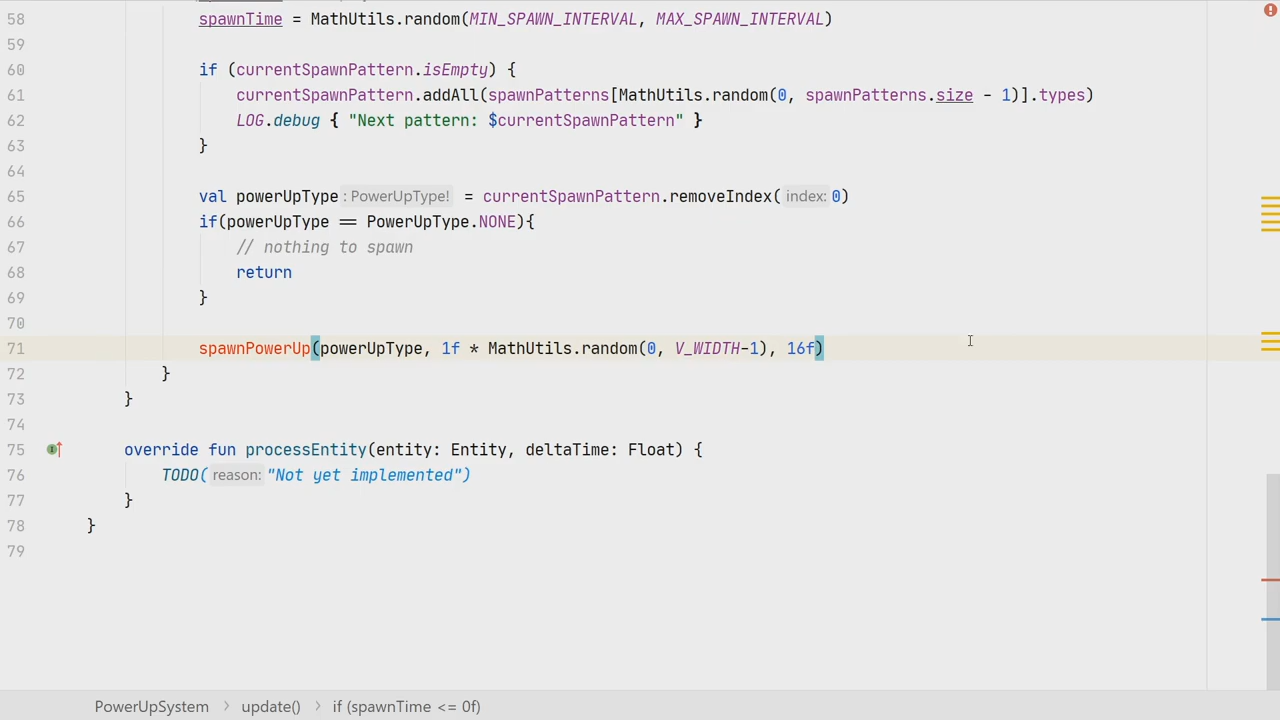 58 spawnTime = MathUtils.random(MIN_SPAWN_INTERVAL, MAX_SPAWN_INTERVAL)
59
60 if (currentSpawnPattern.isEmpty) {
61 currentSpawnPattern.addAll(spawnPatterns[MathUtils.random(0, spawnPatterns.size - 1)].types)
62 LOG.debug { "Next pattern: $currentSpawnPattern" }
63 }
64
65 val powerUpType : PowerUpType! = currentSpawnPattern.removeIndex( index: 0)
66 if(powerUpType == PowerUpType.NONE){
67 // nothing to spawn
68 return
69 }
70
71 spawnPowerUp(powerUpType, 1f * MathUtils.random(0, V_WIDTH-1), 16f)
72 }
73 }
74
75 override fun processEntity(entity: Entity, deltaTime: Float) {
76 TODO( reason: "Not yet implemented")
77 }
78 }
79
PowerUpSystem > update() > if (spawnTime <= 0f)